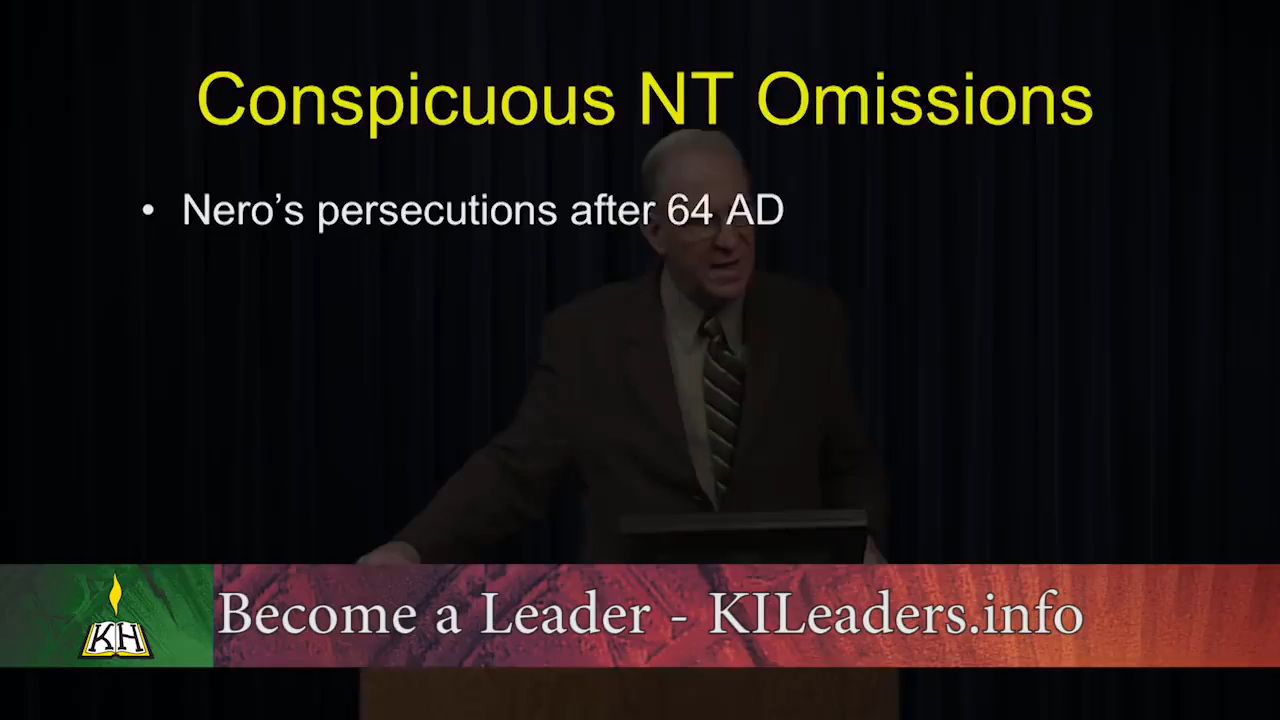 Conspicuous NT Omissions
• Nero’s persecutions after 64 AD
KH
Become a Leader - KILeaders.info